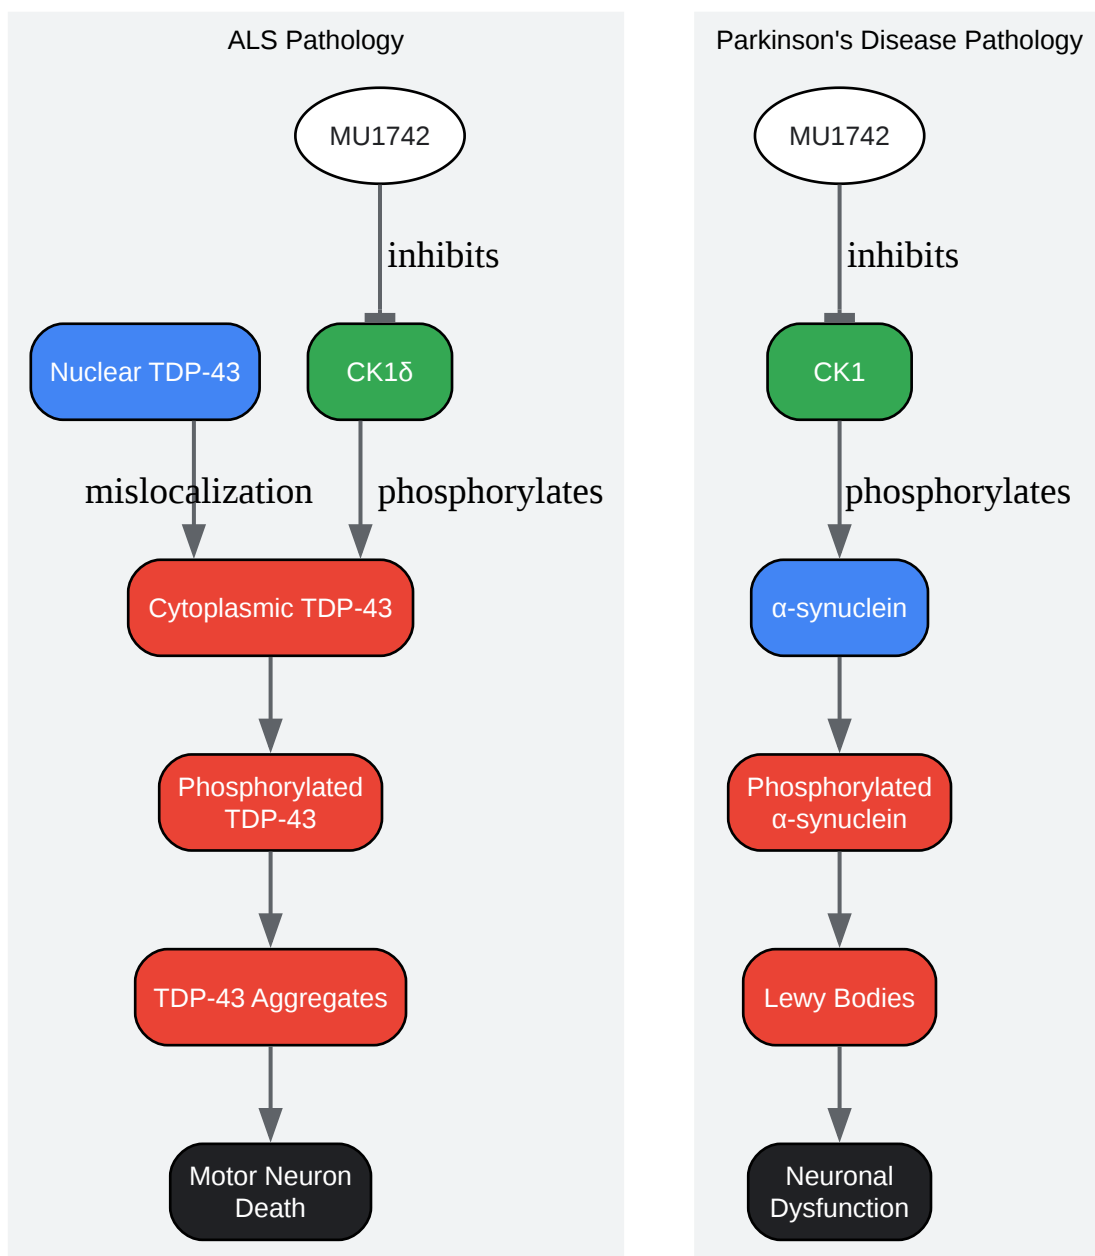 ALS Pathology
MU1742
inhibits
Nuclear TDP-43
CK1δ
mislocalization
phosphorylates
Cytoplasmic TDP-43
Phosphorylated
TDP-43
TDP-43 Aggregates
Motor Neuron
Death
Parkinson's Disease Pathology
MU1742
inhibits
CK1
phosphorylates
α-synuclein
Phosphorylated
α-synuclein
Lewy Bodies
Neuronal
Dysfunction